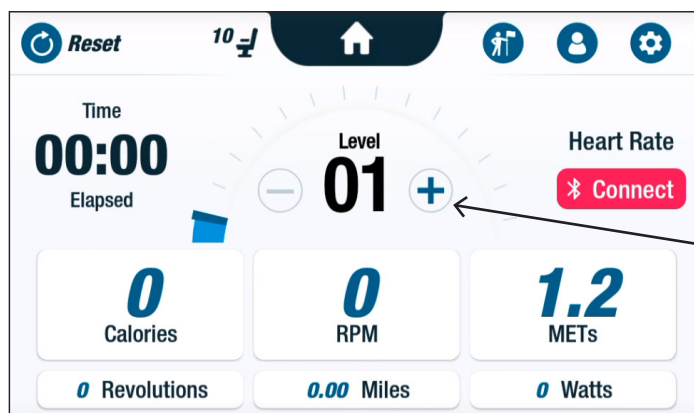 Reset
10
Time
00:00
Elapsed
Level
01
Heart Rate
Connect
0
Calories
0
RPM
1.2
METs
0 Revolutions
0.00 Miles
0 Watts